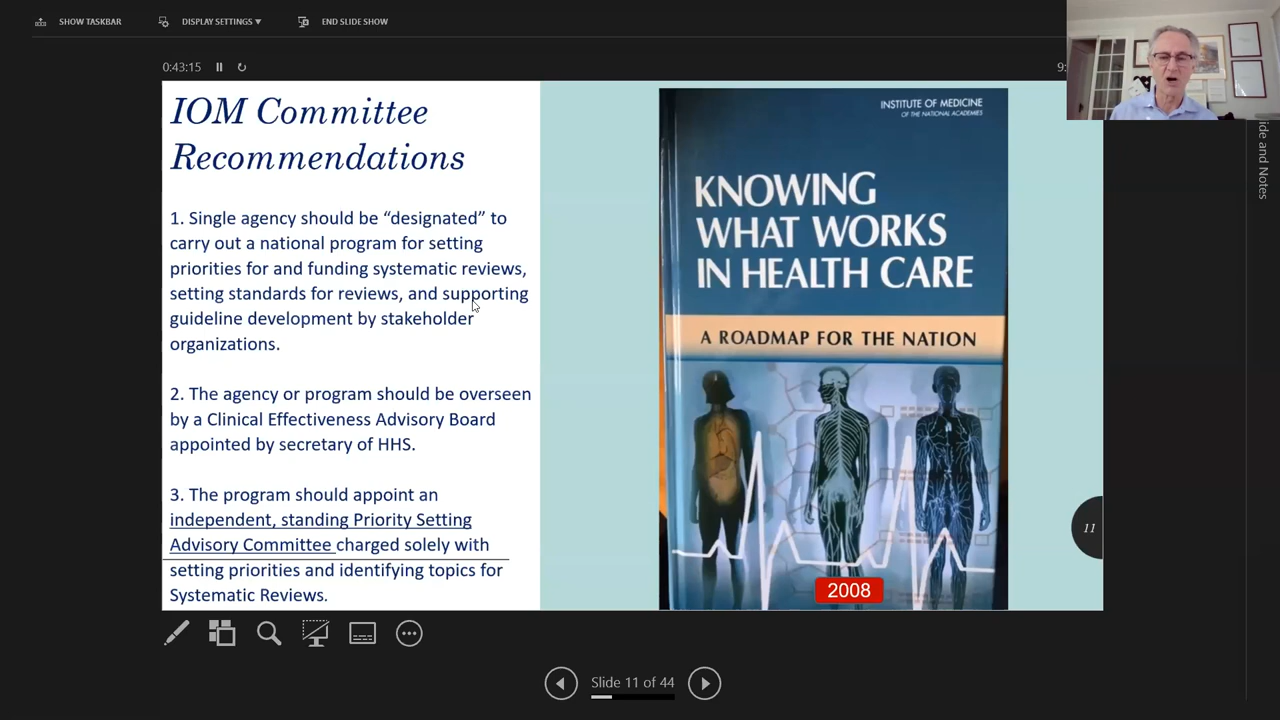 SHOW TASKBAR
DISPLAY SETTINGS ▼
END SLIDE SHOW
0:43:15
9:
IOM Committee
Recommendations
1. Single agency should be “designated” to
carry out a national program for setting
priorities for and funding systematic reviews,
setting standards for reviews, and supporting
guideline development by stakeholder
organizations.
2. The agency or program should be overseen
by a Clinical Effectiveness Advisory Board
appointed by secretary of HHS.
3. The program should appoint an
independent, standing Priority Setting
Advisory Committee charged solely with
setting priorities and identifying topics for
Systematic Reviews.
INSTITUTE OF MEDICINE
OF THE NATIONAL ACADEMIES
KNOWING
WHAT WORKS
IN HEALTH CARE
A ROADMAP FOR THE NATION
2008
11
ide and Notes
Slide 11 of 44